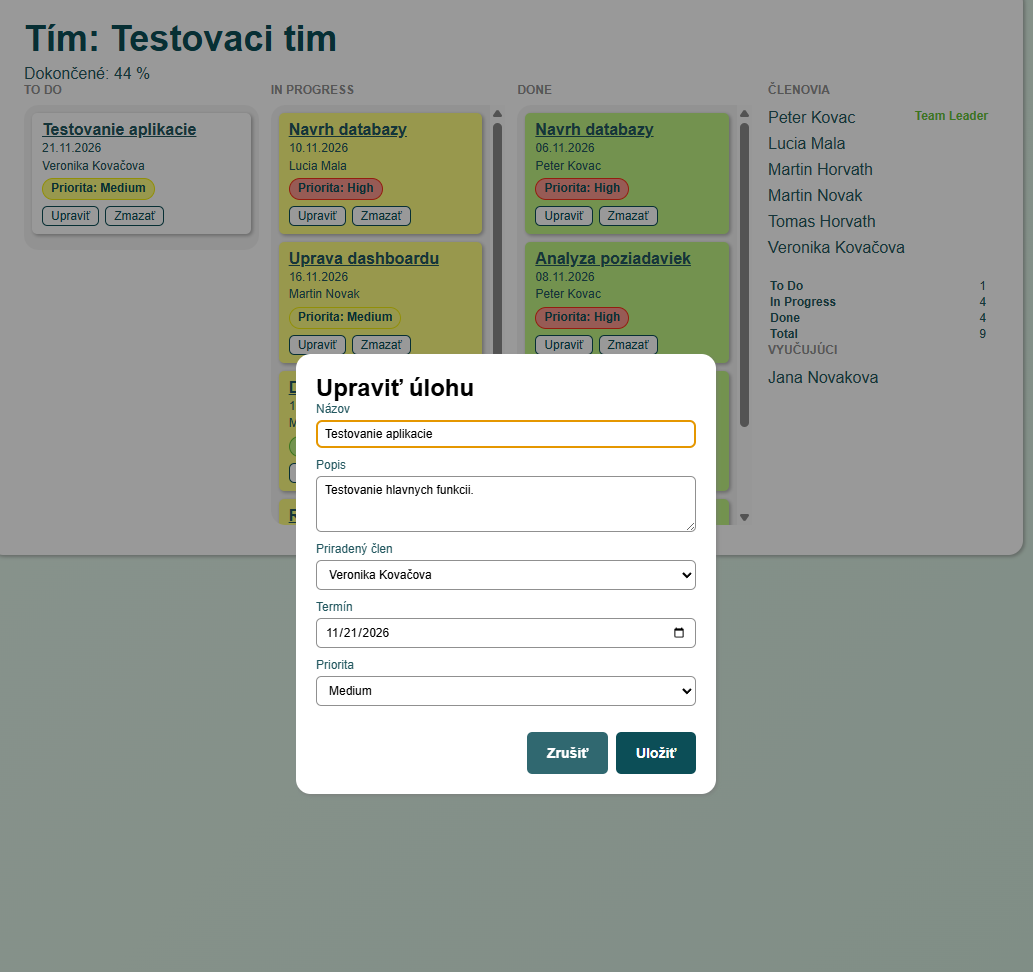 Tím: Testovaci tim
Dokončené: 44 %
TO DO
Testovanie aplikacie
21.11.2026
Veronika Kovačova
Priorita: Medium
Upraviť Zmazať
IN PROGRESS
Navrh databazy
10.11.2026
Lucia Mala
Priorita: High
Upraviť Zmazať
Uprava dashboardu
16.11.2026
Martin Novak
Priorita: Medium
Upraviť Zmazať
DONE
Navrh databazy
06.11.2026
Peter Kovac
Priorita: High
Upraviť Zmazať
Analyza poziadaviek
08.11.2026
Peter Kovac
Priorita: High
Upraviť Zmazať
ČLENOVIA
Peter Kovac Team Leader
Lucia Mala
Martin Horvath
Martin Novak
Tomas Horvath
Veronika Kovačova
To Do 1
In Progress 4
Done 4
Total 9
VYUČUJÚCI
Jana Novakova
Upraviť úlohu
Názov
Testovanie aplikacie
Popis
Testovanie hlavnych funkcii.
Priradený člen
Veronika Kovačova
Termín
11/21/2026
Priorita
Medium
Zrušiť Uložiť